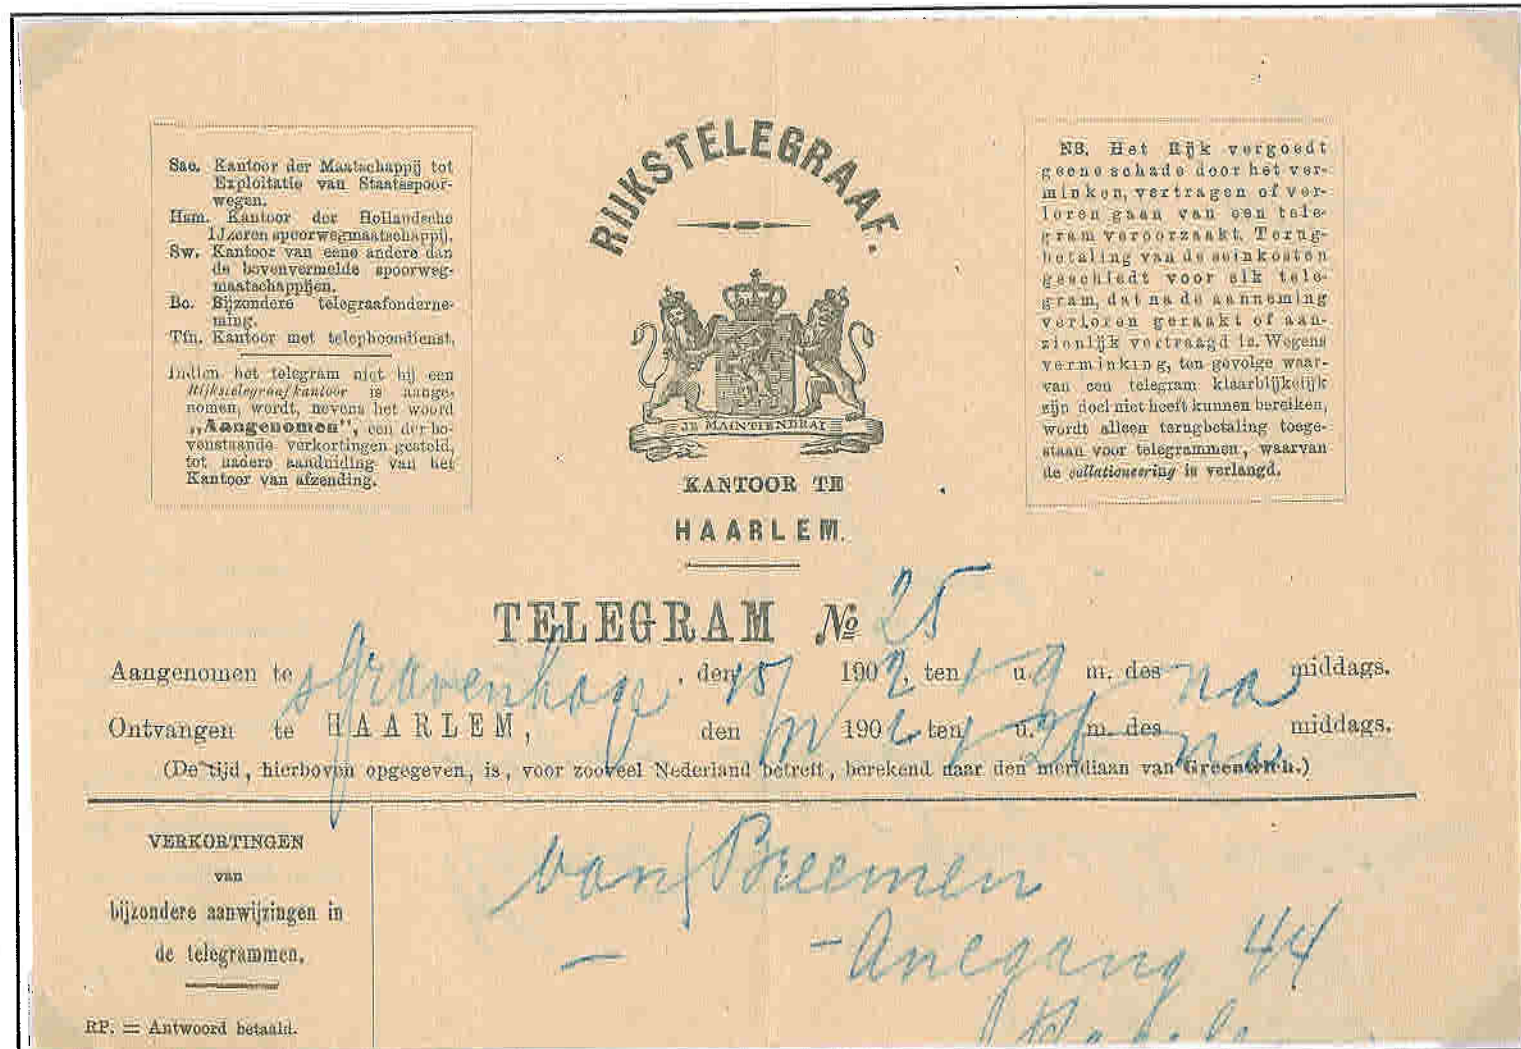 RIJKSTELEGRAAF.
Sac. Kantoor der Maatschappij tot
Exploitatie van Staatsspoor-
wegen.
Hsm. Kantoor der Hollandsche
IJzeren spoorwegmaatschappij.
Sw. Kantoor van eene andere dan
de bovenvermelde spoorweg-
maatschappijen.
Bo. Bijzondere telegraafonderne-
ming.
Tfn. Kantoor met telephoondienst.
Indien het telegram niet bij een
Rijkstelegraafkantoor is aange-
nomen, wordt, nevens het woord
„Aangenomen", een der bo-
venstaande verkortingen gesteld,
tot nadere aanduiding van het
Kantoor van afzending.
JE MAINTIENDRAI
KANTOOR TE
HAARLEM.
NB. Het Rijk vergoedt
geene schade door het ver-
minken, vertragen of ver-
loren gaan van een tele-
gram veroorzaakt. Terug-
betaling van de seinkosten
geschiedt voor elk tele-
gram, dat na de aanneming
verloren geraakt of aan-
zienlijk vertraagd is. Wegens
verminking, ten gevolge waar-
van een telegram klaarblijkelijk
zijn doel niet heeft kunnen bereiken,
wordt alleen terugbetaling toege-
staan voor telegrammen, waarvan
de collationeering is verlangd.
TELEGRAM No 25
Aangenomen te sGravenhage, den 15/ 1902, ten 1 u. 9 m. des na middags.
Ontvangen te HAARLEM, den 190 ten 1 u. m. des na middags.
(De tijd, hierboven opgegeven, is, voor zooveel Nederland betreft, berekend naar den meridiaan van Greenwich.)
VERKORTINGEN
van
bijzondere aanwijzingen in
de telegrammen.
RP. = Antwoord betaald.
van Breemen
- Anegang 44